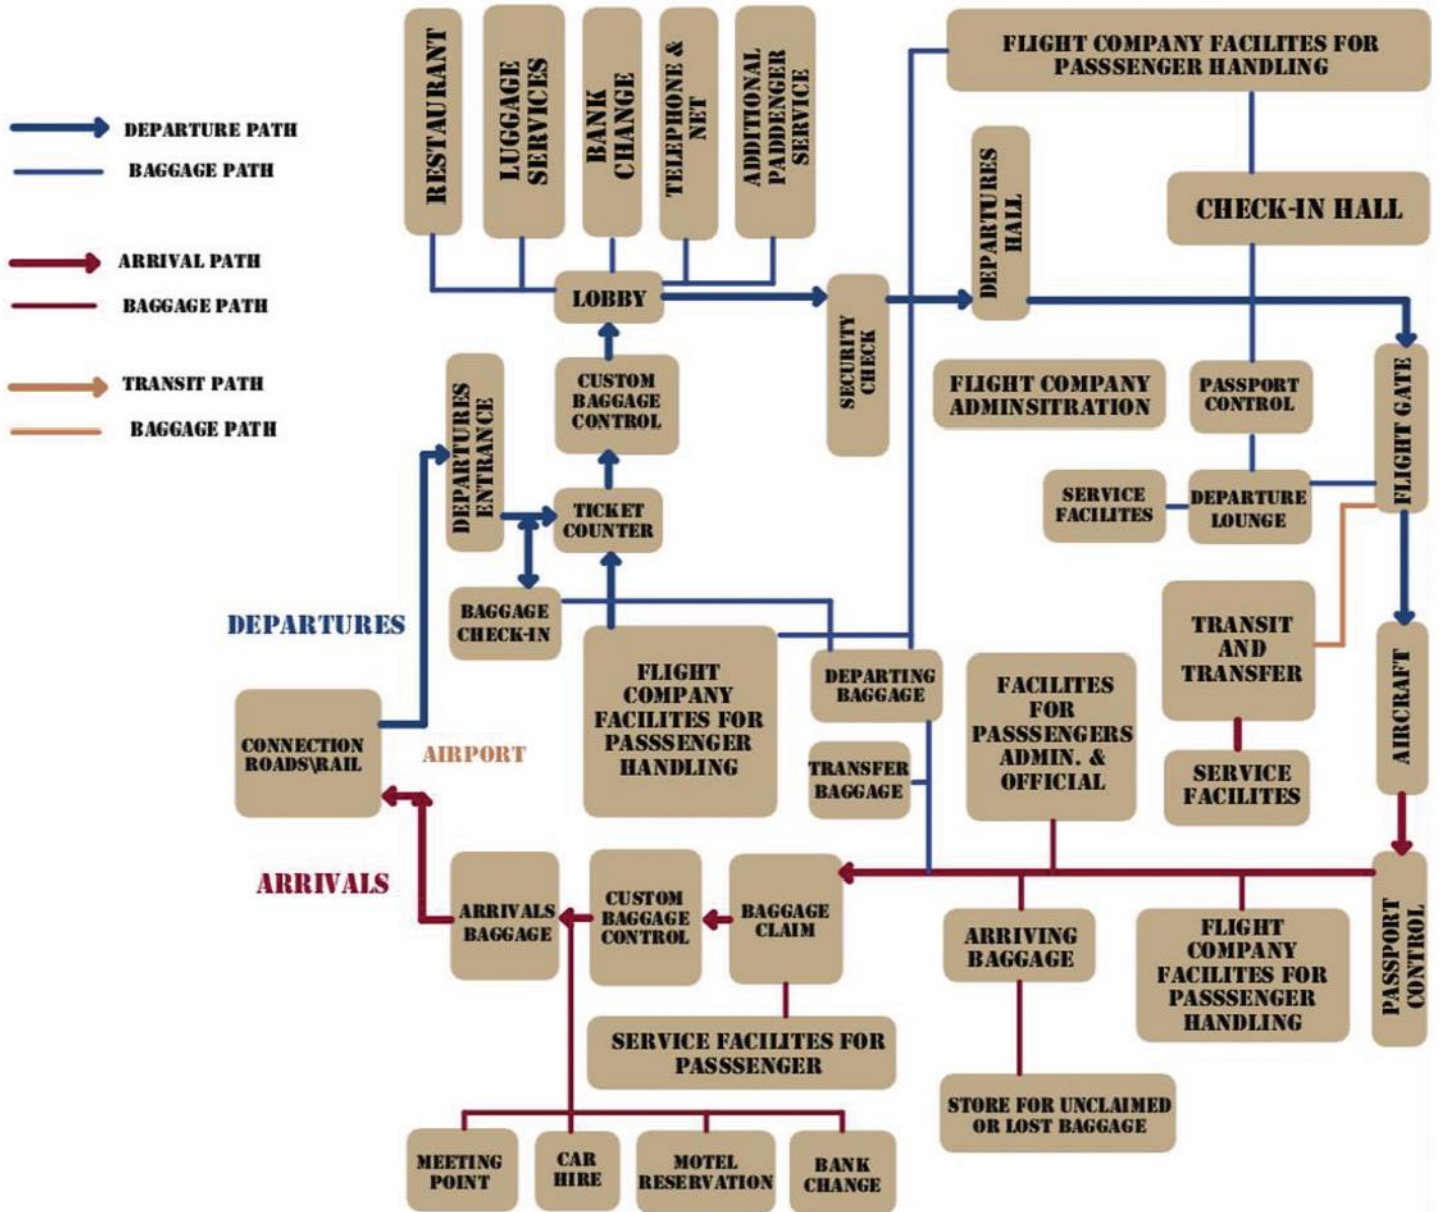 DEPARTURE PATH
BAGGAGE PATH
ARRIVAL PATH
BAGGAGE PATH
TRANSIT PATH
BAGGAGE PATH
RESTAURANT
LUGGAGE
SERVICES
BANK
CHANGE
TELEPHONE &
NET
ADDITIONAL
PADDENGER
SERVICE
FLIGHT COMPANY FACILITES FOR
PASSSENGER HANDLING
CHECK-IN HALL
DEPARTURES
HALL
LOBBY
SECURITY
CHECK
CUSTOM
BAGGAGE
CONTROL
DEPARTURES
ENTRANCE
TICKET
COUNTER
FLIGHT COMPANY
ADMINSITRATION
PASSPORT
CONTROL
FLIGHT GATE
SERVICE
FACILITES
DEPARTURE
LOUNGE
BAGGAGE
CHECK-IN
DEPARTURES
FLIGHT
COMPANY
FACILITES FOR
PASSSENGER
HANDLING
DEPARTING
BAGGAGE
TRANSFER
BAGGAGE
FACILITES
FOR
PASSSENGERS
ADMIN. &
OFFICIAL
TRANSIT
AND
TRANSFER
SERVICE
FACILITES
AIRCRAFT
CONNECTION
ROADS\RAIL
AIRPORT
ARRIVALS
ARRIVALS
BAGGAGE
CUSTOM
BAGGAGE
CONTROL
BAGGAGE
CLAIM
ARRIVING
BAGGAGE
FLIGHT
COMPANY
FACILITES FOR
PASSSENGER
HANDLING
PASSPORT
CONTROL
SERVICE FACILITES FOR
PASSSENGER
STORE FOR UNCLAIMED
OR LOST BAGGAGE
MEETING
POINT
CAR
HIRE
MOTEL
RESERVATION
BANK
CHANGE